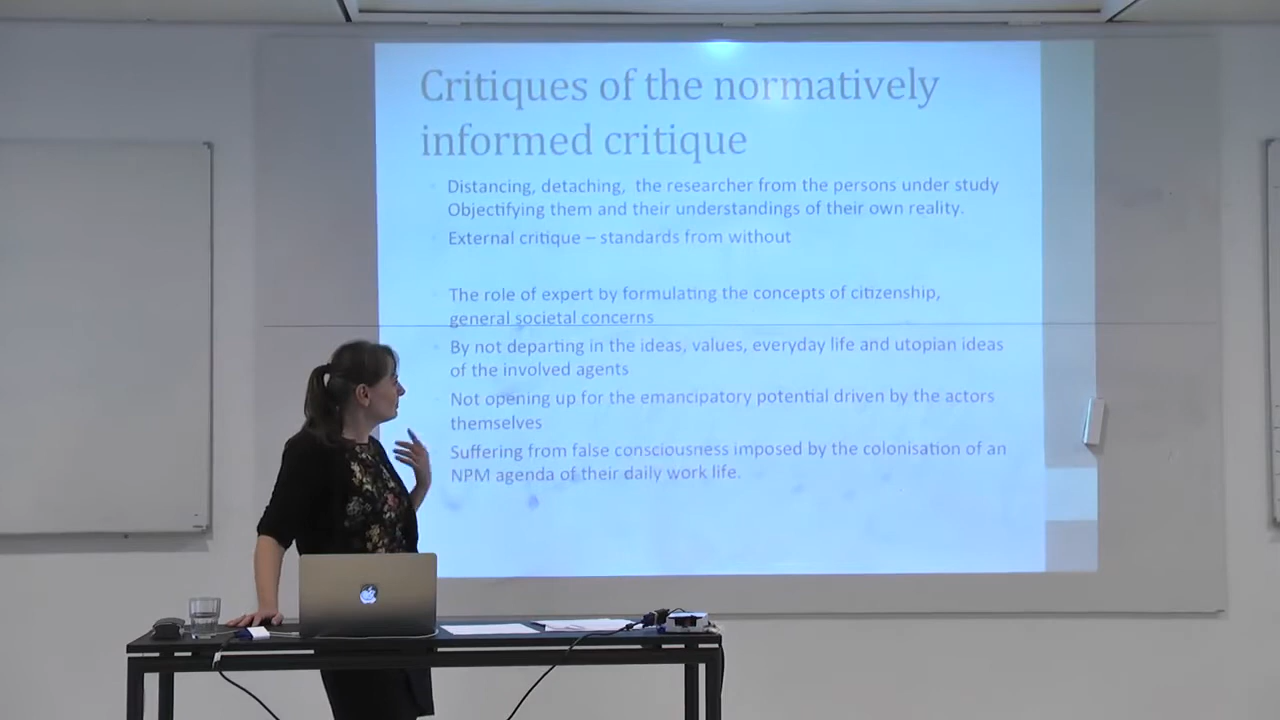 Critiques of the normatively
informed critique
Distancing, detaching, the researcher from the persons under study
Objectifying them and their understandings of their own reality.
External critique – standards from without
The role of expert by formulating the concepts of citizenship,
general societal concerns
By not departing in the ideas, values, everyday life and utopian ideas
of the involved agents
Not opening up for the emancipatory potential driven by the actors
themselves
Suffering from false consciousness imposed by the colonisation of an
NPM agenda of their daily work life.